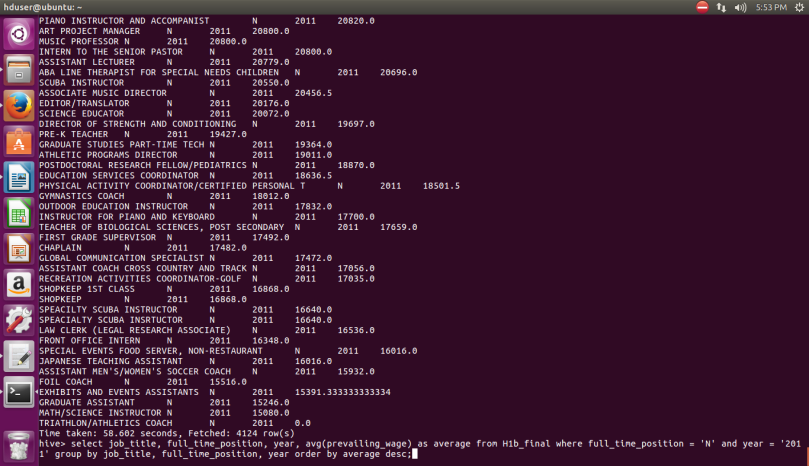 hduser@ubuntu: ~ 5:53 PM
PIANO INSTRUCTOR AND ACCOMPANIST N 2011 20820.0
ART PROJECT MANAGER N 2011 20800.0
MUSIC PROFESSOR N 2011 20800.0
INTERN TO THE SENIOR PASTOR N 2011 20800.0
ASSISTANT LECTURER N 2011 20779.0
ABA LINE THERAPIST FOR SPECIAL NEEDS CHILDREN N 2011 20696.0
SCUBA INSTRUCTOR N 2011 20550.0
ASSOCIATE MUSIC DIRECTOR N 2011 20456.5
EDITOR/TRANSLATOR N 2011 20176.0
SCIENCE EDUCATOR N 2011 20072.0
DIRECTOR OF STRENGTH AND CONDITIONING N 2011 19697.0
PRE-K TEACHER N 2011 19427.0
GRADUATE STUDIES PART-TIME TECH N 2011 19364.0
ATHLETIC PROGRAMS DIRECTOR N 2011 19011.0
POSTDOCTORAL RESEARCH FELLOW/PEDIATRICS N 2011 18870.0
EDUCATION SERVICES COORDINATOR N 2011 18636.5
PHYSICAL ACTIVITY COORDINATOR/CERTIFIED PERSONAL T N 2011 18501.5
GYMNASTICS COACH N 2011 18012.0
OUTDOOR EDUCATION INSTRUCTOR N 2011 17832.0
INSTRUCTOR FOR PIANO AND KEYBOARD N 2011 17700.0
TEACHER OF BIOLOGICAL SCIENCES, POST SECONDARY N 2011 17659.0
FIRST GRADE SUPERVISOR N 2011 17492.0
CHAPLAIN N 2011 17482.0
GLOBAL COMMUNICATION SPECIALIST N 2011 17472.0
ASSISTANT COACH CROSS COUNTRY AND TRACK N 2011 17056.0
RECREATION ACTIVITIES COORDINATOR-GOLF N 2011 17035.0
SHOPKEEP 1ST CLASS N 2011 16868.0
SHOPKEEP N 2011 16868.0
SPEACILTY SCUBA INSTRUCTOR N 2011 16640.0
SPEACIALTY SCUBA INSRTUCTOR N 2011 16640.0
LAW CLERK (LEGAL RESEARCH ASSOCIATE) N 2011 16536.0
FRONT OFFICE INTERN N 2011 16348.0
SPECIAL EVENTS FOOD SERVER, NON-RESTAURANT N 2011 16016.0
JAPANESE TEACHING ASSISTANT N 2011 16016.0
ASSISTANT MEN'S/WOMEN'S SOCCER COACH N 2011 15932.0
FOIL COACH N 2011 15516.0
EXHIBITS AND EVENTS ASSISTANTS N 2011 15391.333333333334
GRADUATE ASSISTANT N 2011 15246.0
MATH/SCIENCE INSTRUCTOR N 2011 15080.0
TRIATHLON/ATHLETICS COACH N 2011 0.0
Time taken: 58.602 seconds, Fetched: 4124 row(s)
hive> select job_title, full_time_position, year, avg(prevailing_wage) as average from H1b_final where full_time_position = 'N' and year = '201
1' group by job_title, full_time_position, year order by average desc;